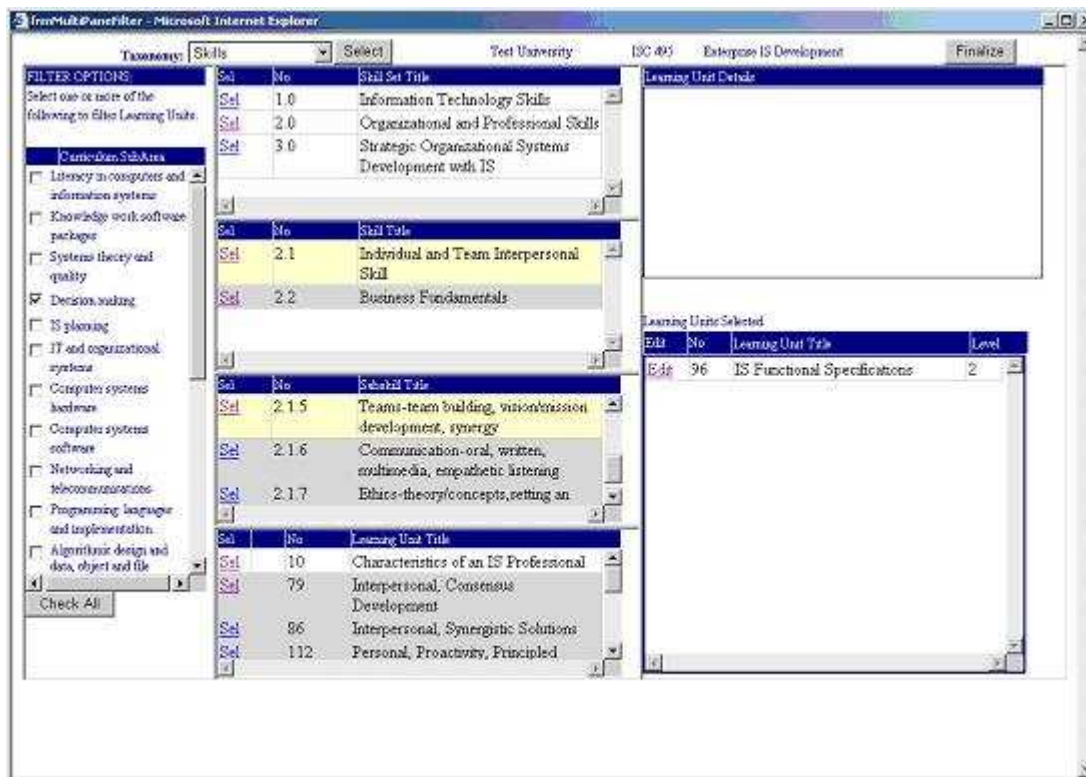 frmMultiPaneFilter - Microsoft Internet Explorer
Taxonomy: Skills Select Test University ISC 495 Enterprise IS Development Finalize
FILTER OPTIONS:
Select one or more of the
following to filter Learning Units.
Curriculum SubArea
Literacy in computers and
information systems
Knowledge work software
packages
Systems theory and
quality
Decision making
IS planning
IT and organizational
systems
Computer systems
hardware
Computer systems
software
Networking and
telecommunications
Programming languages
and implementation
Algorithmic design and
data, object and file
Check All
Sel No Skill Set Title
Sel 1.0 Information Technology Skills
Sel 2.0 Organizational and Professional Skills
Sel 3.0 Strategic Organizational Systems
Development with IS
Sel No Skill Title
Sel 2.1 Individual and Team Interpersonal
Skill
Sel 2.2 Business Fundamentals
Sel No Subskill Title
Sel 2.1.5 Teams-team building, vision/mission
development, synergy
Sel 2.1.6 Communication-oral, written,
multimedia, empathetic listening
Sel 2.1.7 Ethics-theory/concepts,setting an
Sel No Learning Unit Title
Sel 10 Characteristics of an IS Professional
Sel 79 Interpersonal, Consensus
Development
Sel 86 Interpersonal, Synergistic Solutions
Sel 112 Personal, Proactivity, Principled
Learning Unit Details
Learning Units Selected
Edit No Learning Unit Title Level
Edit 96 IS Functional Specifications 2